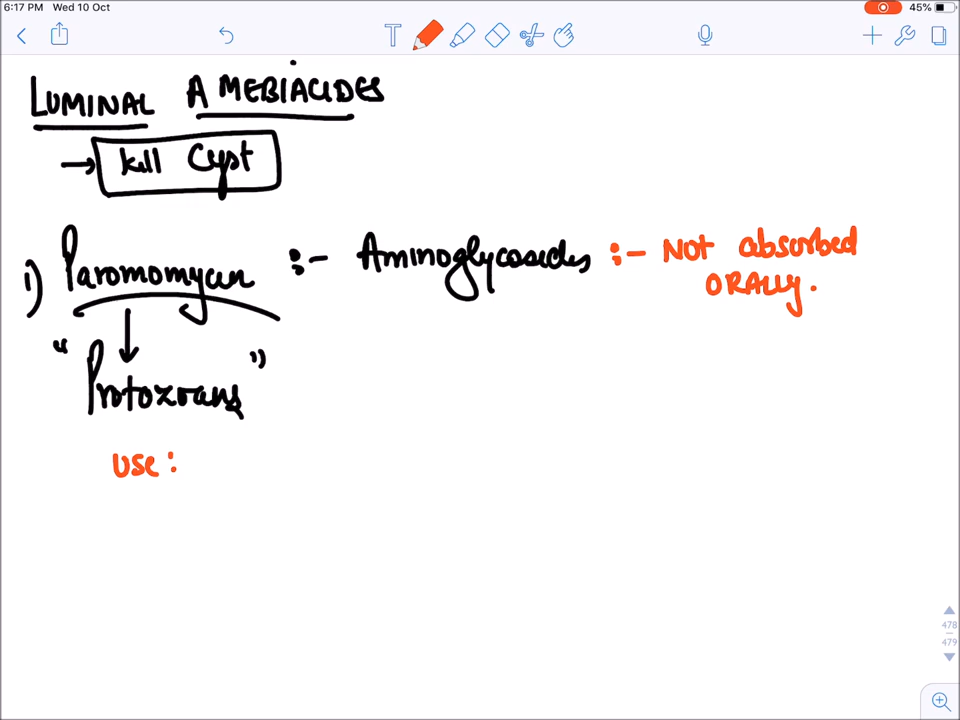 6:17 PM Wed 10 Oct 45%
T
LUMINAL AMEBIACIDES
→ Kill Cyst
1) Paromomycin :- Aminoglycosides :- Not absorbed
ORALLY.
"Protozoans"
Use :
478
479